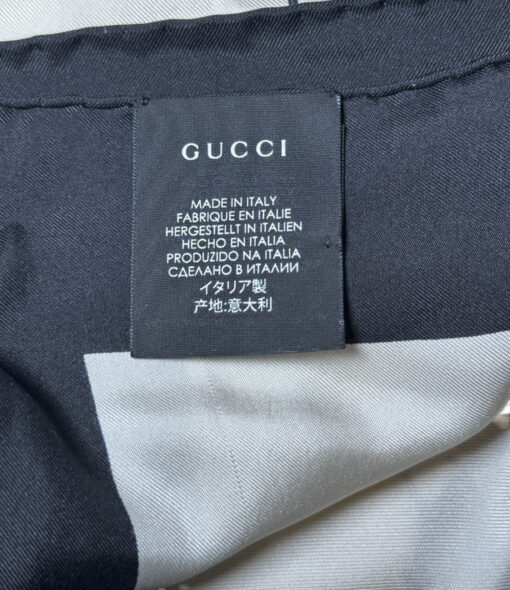 GUCCI
MADE IN ITALY
FABRIQUE EN ITALIE
HERGESTELLT IN ITALIEN
HECHO EN ITALIA
PRODUZIDO NA ITALIA
СДЕЛАНО В ИТАЛИИ
イタリア製
产地:意大利